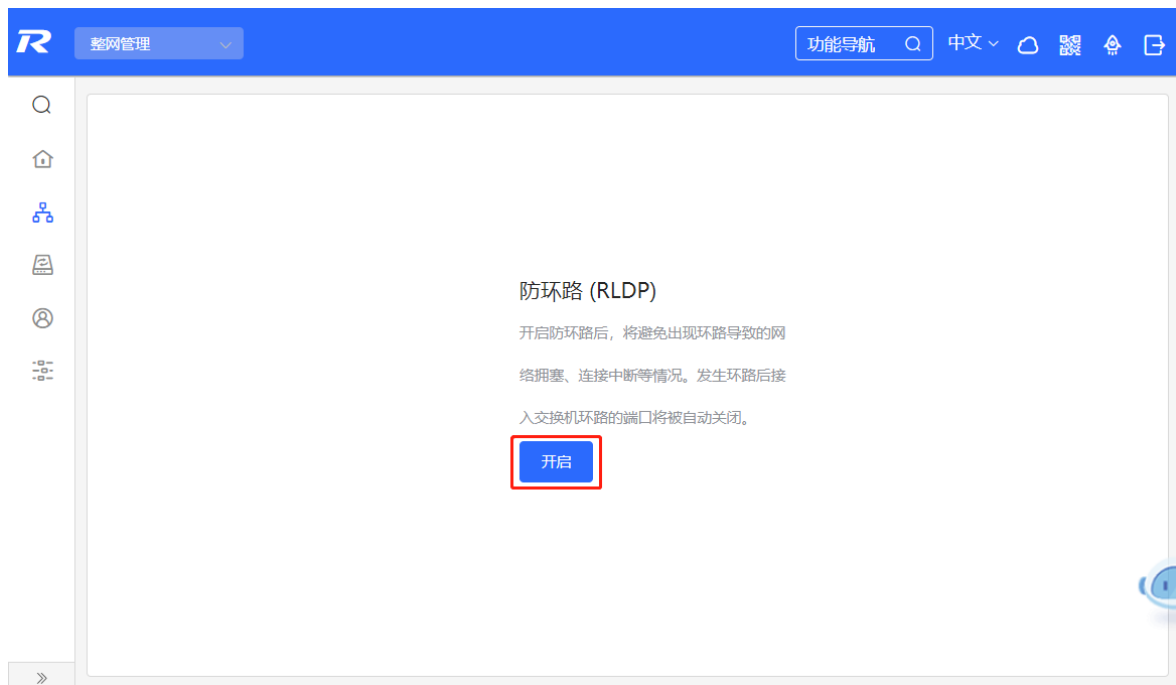 整网管理
功能导航
中文
防环路 (RLDP)
开启防环路后，将避免出现环路导致的网
络拥塞、连接中断等情况。发生环路后接
入交换机环路的端口将被自动关闭。
开启